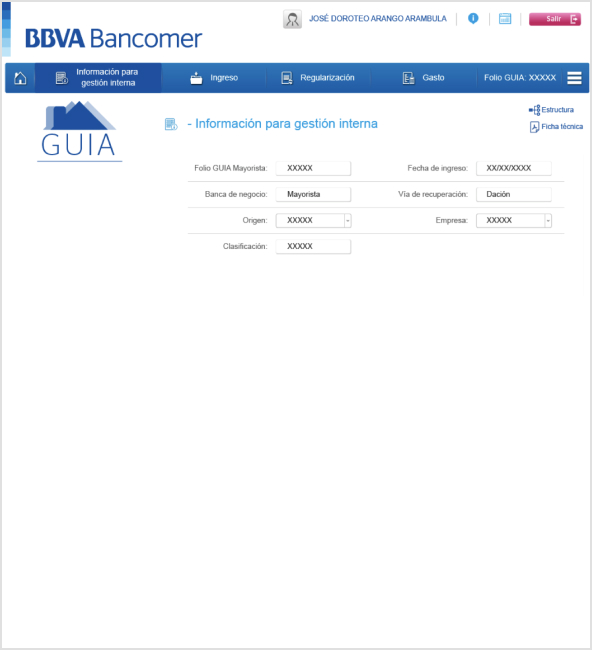 JOSÉ DOROTEO ARANGO ARAMBULA
Salir
BBVA Bancomer
Información para
gestión interna
Ingreso
Regularización
Gasto
Folio GUIA: XXXXX
Estructura
Ficha técnica
GUIA
- Información para gestión interna
Folio GUIA Mayorista: XXXXX
Fecha de ingreso: XX/XX/XXXX
Banca de negocio: Mayorista
Vía de recuperación: Dación
Origen: XXXXX
Empresa: XXXXX
Clasificación: XXXXX